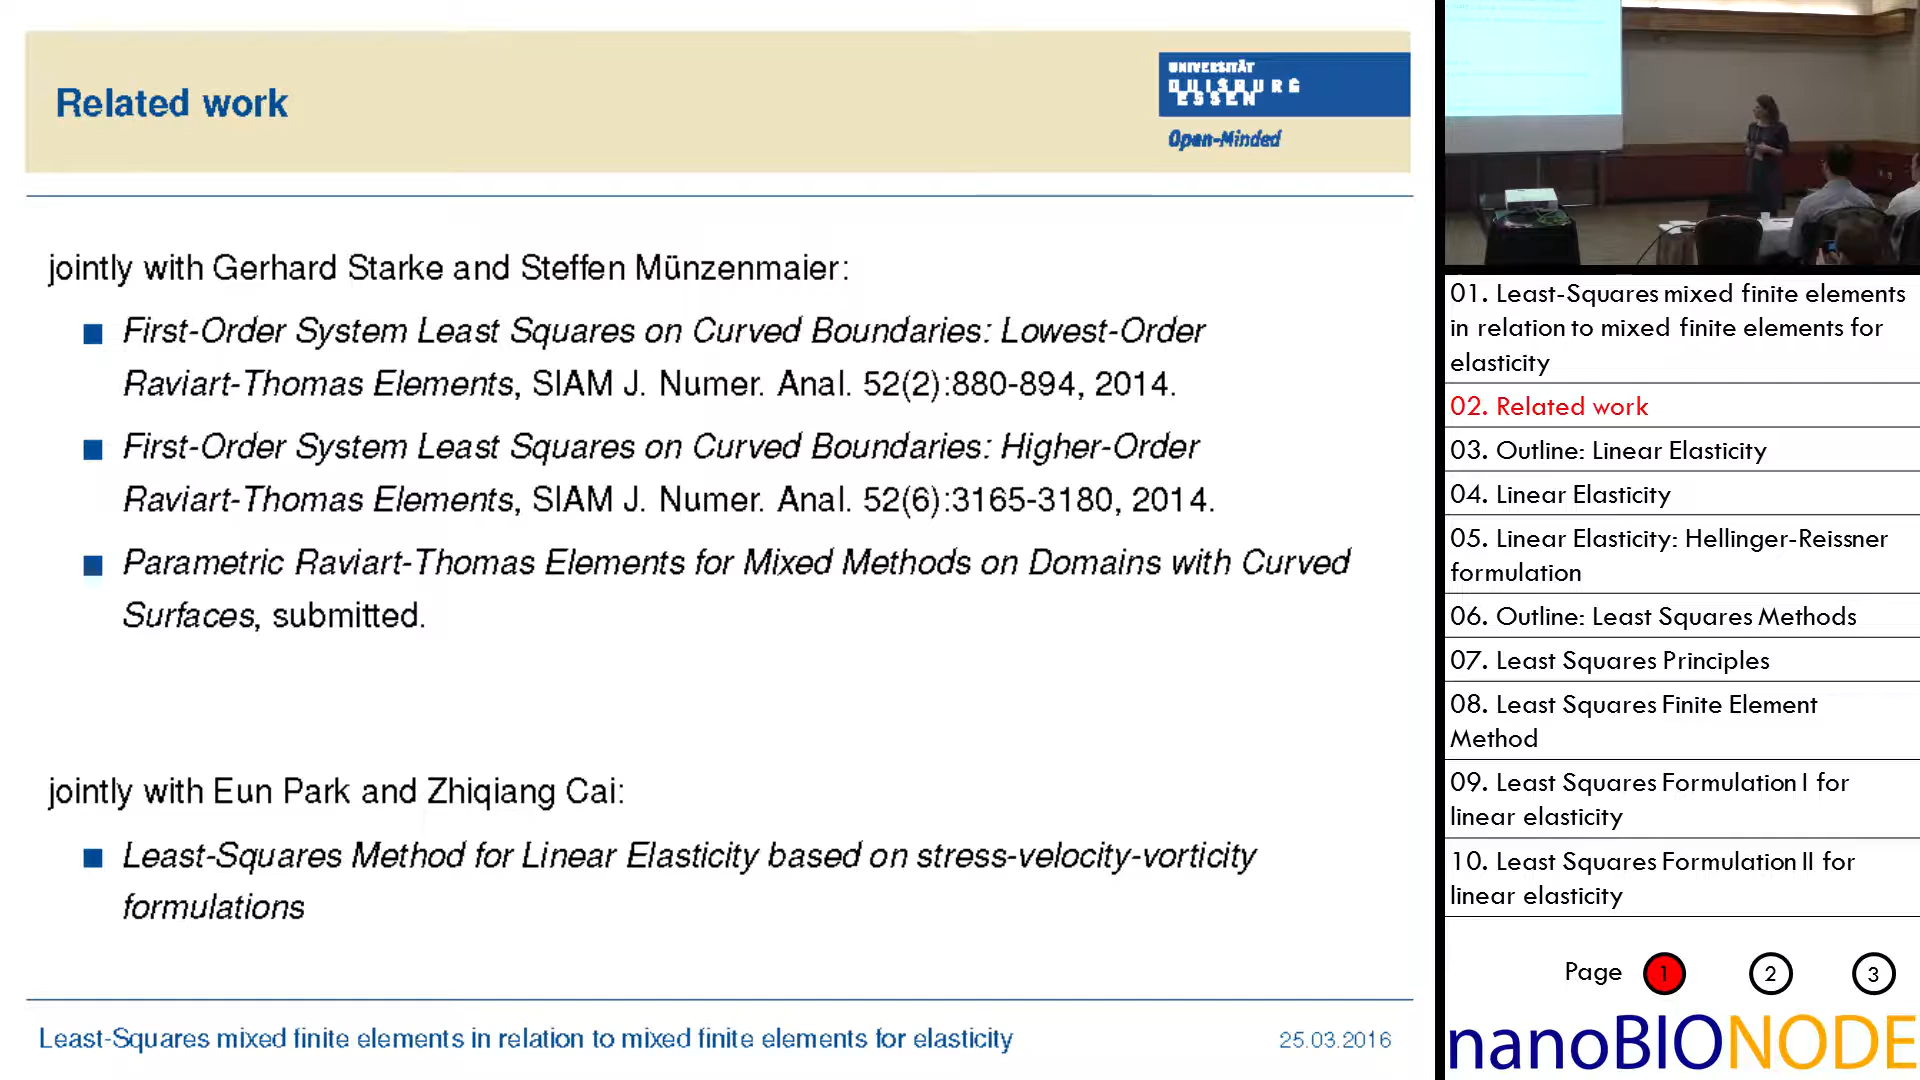 Related work
UNIVERSITÄT
DUISBURG
ESSEN
Open-Minded
jointly with Gerhard Starke and Steffen Münzenmaier:
First-Order System Least Squares on Curved Boundaries: Lowest-Order
Raviart-Thomas Elements, SIAM J. Numer. Anal. 52(2):880-894, 2014.
First-Order System Least Squares on Curved Boundaries: Higher-Order
Raviart-Thomas Elements, SIAM J. Numer. Anal. 52(6):3165-3180, 2014.
Parametric Raviart-Thomas Elements for Mixed Methods on Domains with Curved
Surfaces, submitted.
jointly with Eun Park and Zhiqiang Cai:
Least-Squares Method for Linear Elasticity based on stress-velocity-vorticity
formulations
Least-Squares mixed finite elements in relation to mixed finite elements for elasticity
25.03.2016
01. Least-Squares mixed finite elements
in relation to mixed finite elements for
elasticity
02. Related work
03. Outline: Linear Elasticity
04. Linear Elasticity
05. Linear Elasticity: Hellinger-Reissner
formulation
06. Outline: Least Squares Methods
07. Least Squares Principles
08. Least Squares Finite Element
Method
09. Least Squares Formulation I for
linear elasticity
10. Least Squares Formulation II for
linear elasticity
Page 1 2 3
nanoBIONODE